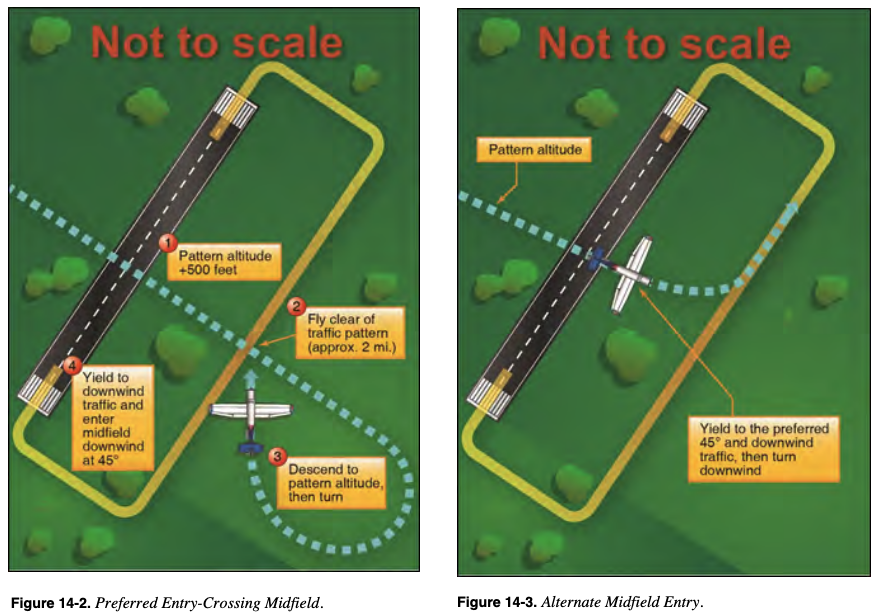 Not to scale
1
Pattern altitude
+500 feet
2
Fly clear of
traffic pattern
(approx. 2 mi.)
4
Yield to
downwind
traffic and
enter
midfield
downwind
at 45°
3
Descend to
pattern altitude,
then turn
Figure 14-2. Preferred Entry-Crossing Midfield.
Not to scale
Pattern altitude
Yield to the preferred
45° and downwind
traffic, then turn
downwind
Figure 14-3. Alternate Midfield Entry.